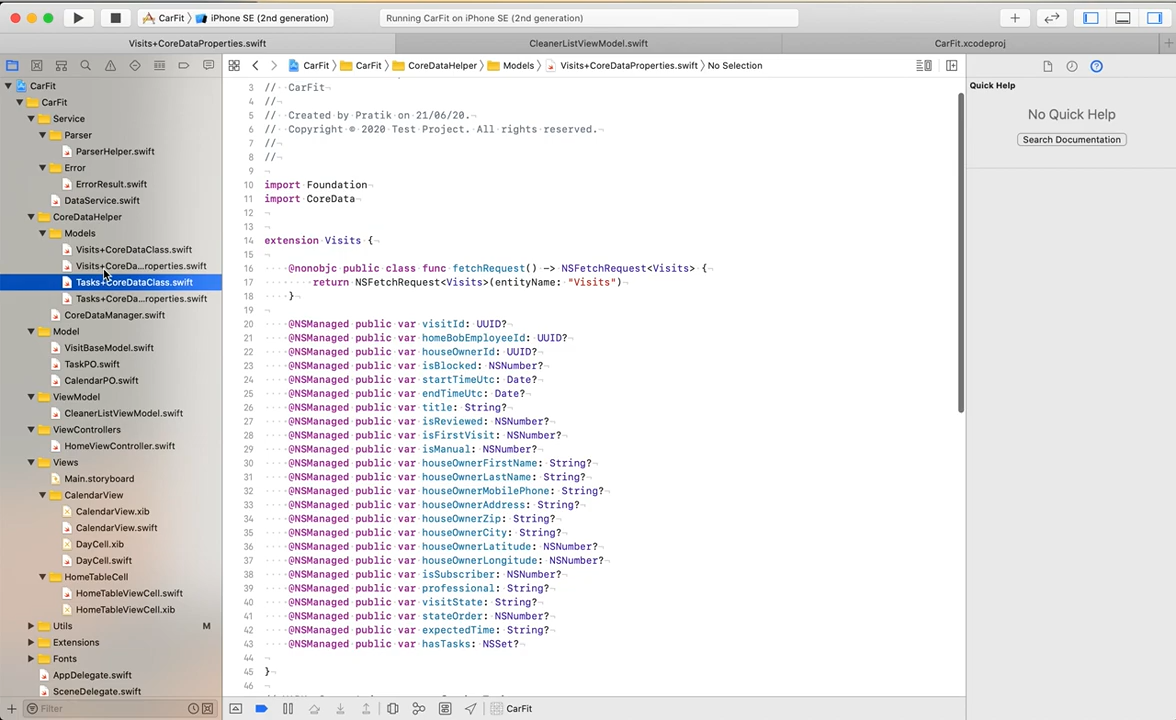 CarFit 〉 iPhone SE (2nd generation)
Running CarFit on iPhone SE (2nd generation)
Visits+CoreDataProperties.swift
CleanerListViewModel.swift
CarFit.xcodeproj
CarFit 〉 CarFit 〉 CoreDataHelper 〉 Models 〉 Visits+CoreDataProperties.swift 〉 No Selection
CarFit
CarFit
Service
Parser
ParserHelper.swift
Error
ErrorResult.swift
DataService.swift
CoreDataHelper
Models
Visits+CoreDataClass.swift
Visits+CoreDa...roperties.swift
Tasks+CoreDataClass.swift
Tasks+CoreDa...roperties.swift
CoreDataManager.swift
Model
VisitBaseModel.swift
TaskPO.swift
CalendarPO.swift
ViewModel
CleanerListViewModel.swift
ViewControllers
HomeViewController.swift
Views
Main.storyboard
CalendarView
CalendarView.xib
CalendarView.swift
DayCell.xib
DayCell.swift
HomeTableCell
HomeTableViewCell.swift
HomeTableViewCell.xib
Utils M
Extensions
Fonts
AppDelegate.swift
SceneDelegate.swift
Filter
3 // CarFit
4 //
5 // Created by Pratik on 21/06/20.
6 // Copyright © 2020 Test Project. All rights reserved.
7 //
8 //
9
10 import Foundation
11 import CoreData
12
13
14 extension Visits {
15
16 @nonobjc public class func fetchRequest() -> NSFetchRequest<Visits> {
17 return NSFetchRequest<Visits>(entityName: "Visits")
18 }
19
20 @NSManaged public var visitId: UUID?
21 @NSManaged public var homeBobEmployeeId: UUID?
22 @NSManaged public var houseOwnerId: UUID?
23 @NSManaged public var isBlocked: NSNumber?
24 @NSManaged public var startTimeUtc: Date?
25 @NSManaged public var endTimeUtc: Date?
26 @NSManaged public var title: String?
27 @NSManaged public var isReviewed: NSNumber?
28 @NSManaged public var isFirstVisit: NSNumber?
29 @NSManaged public var isManual: NSNumber?
30 @NSManaged public var houseOwnerFirstName: String?
31 @NSManaged public var houseOwnerLastName: String?
32 @NSManaged public var houseOwnerMobilePhone: String?
33 @NSManaged public var houseOwnerAddress: String?
34 @NSManaged public var houseOwnerZip: String?
35 @NSManaged public var houseOwnerCity: String?
36 @NSManaged public var houseOwnerLatitude: NSNumber?
37 @NSManaged public var houseOwnerLongitude: NSNumber?
38 @NSManaged public var isSubscriber: NSNumber?
39 @NSManaged public var professional: String?
40 @NSManaged public var visitState: String?
41 @NSManaged public var stateOrder: NSNumber?
42 @NSManaged public var expectedTime: String?
43 @NSManaged public var hasTasks: NSSet?
44
45 }
46
CarFit
Quick Help
No Quick Help
Search Documentation